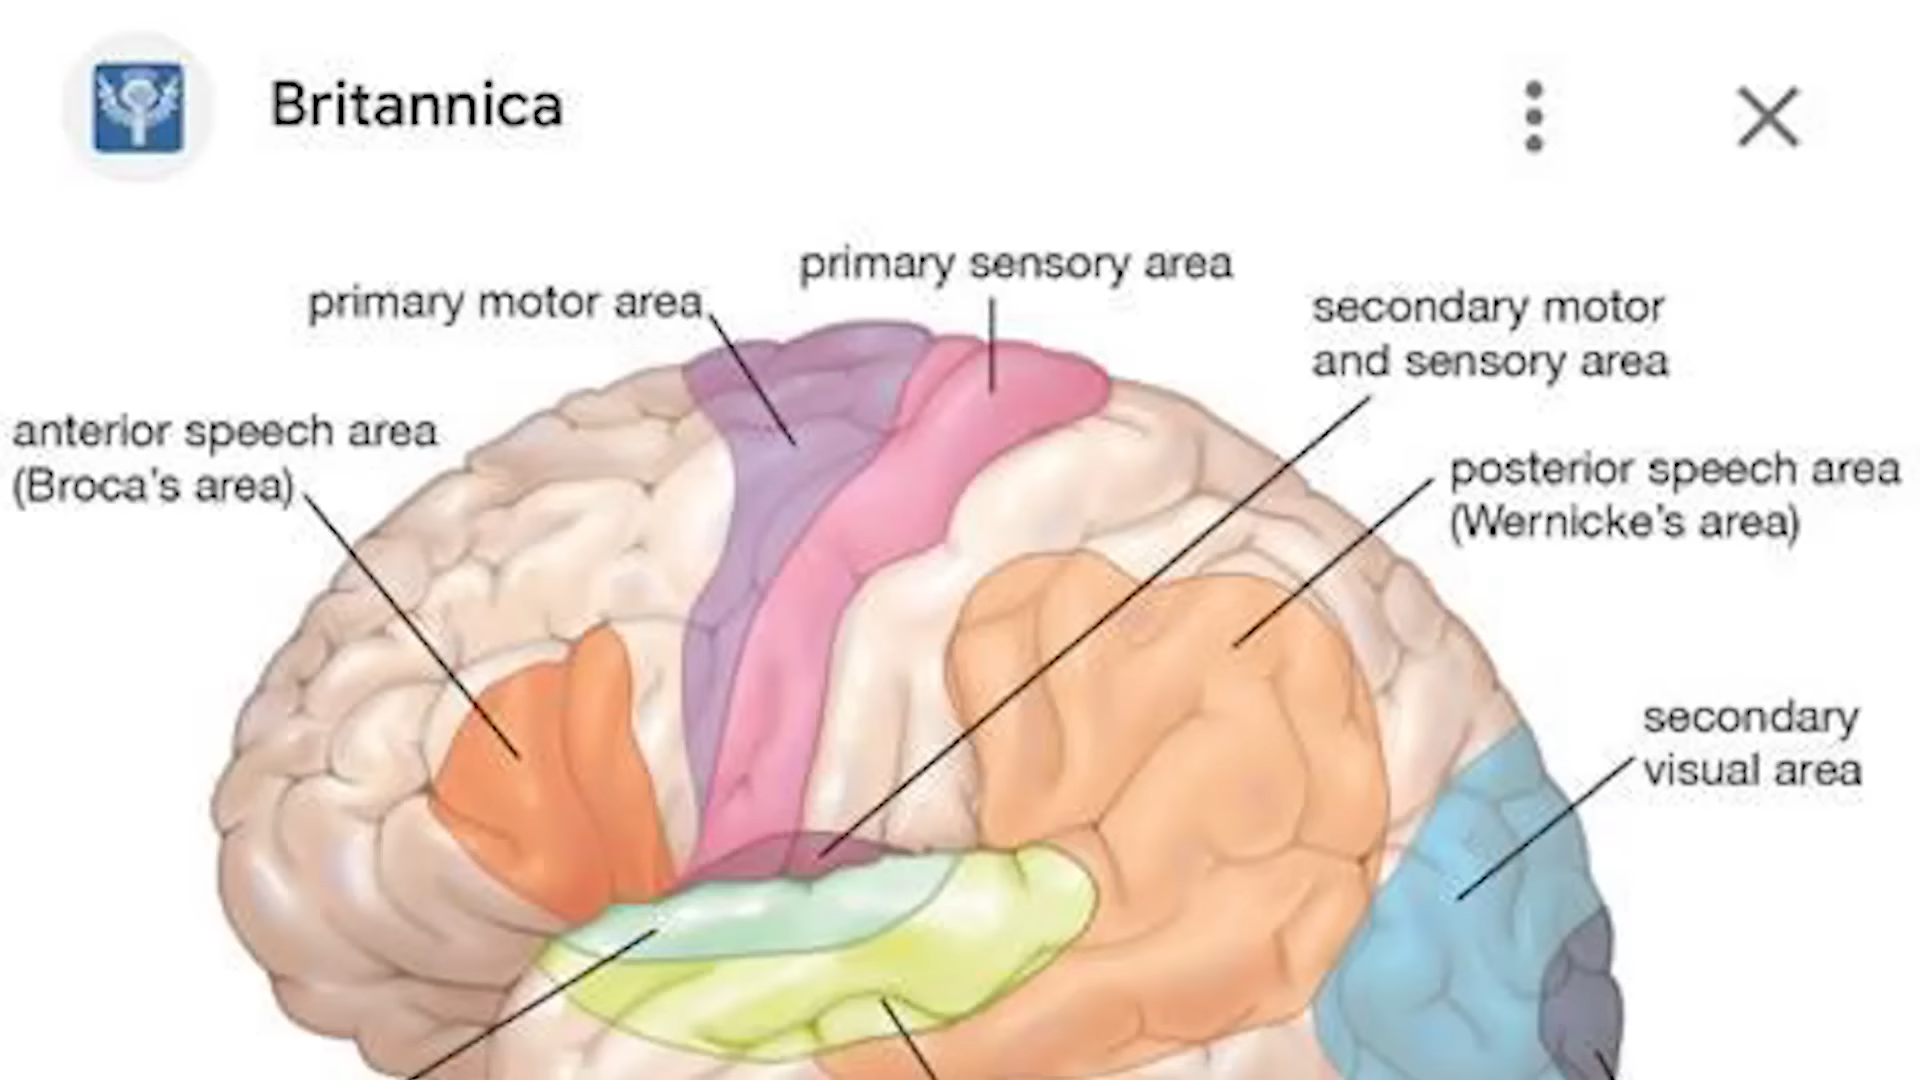 Britannica
primary sensory area
primary motor area
secondary motor
and sensory area
anterior speech area
(Broca's area)
posterior speech area
(Wernicke's area)
secondary
visual area